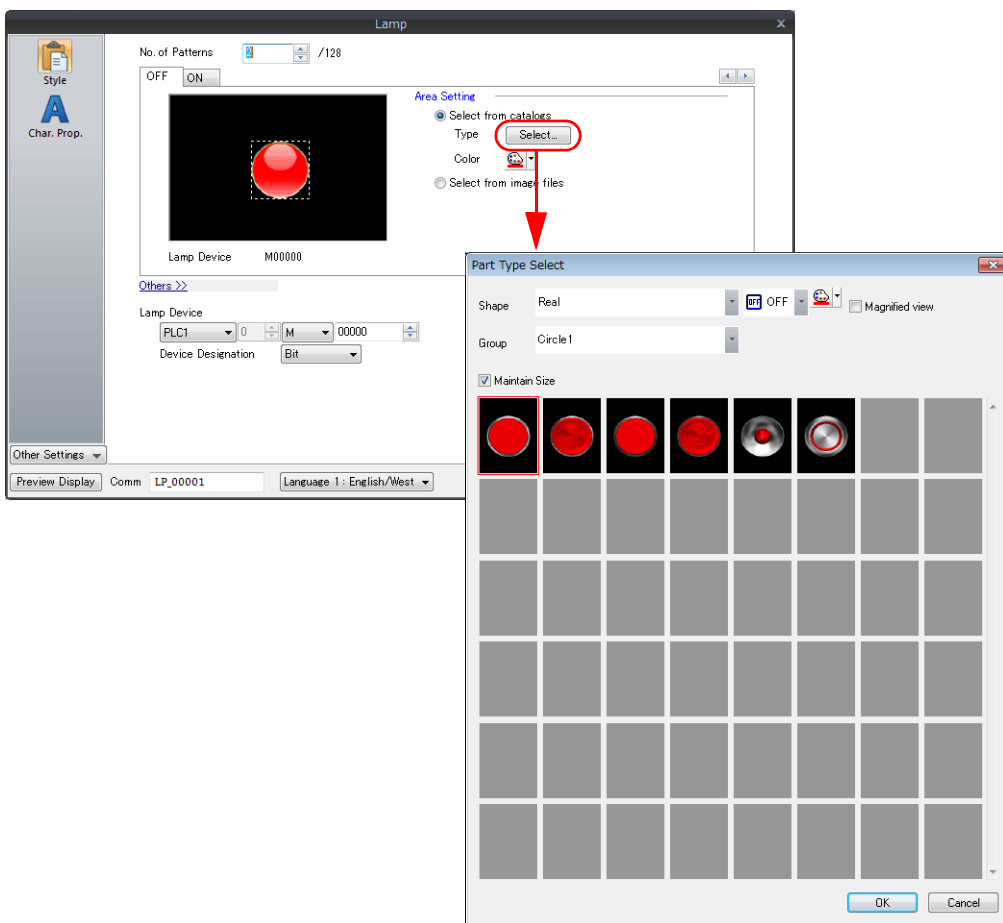 Lamp
x
Style
Char. Prop.
No. of Patterns 2 /128
OFF ON
Area Setting
Select from catalogs
Type Select...
Color
Select from image files
Lamp Device M00000
Others >>
Lamp Device
PLC1 0 M 00000
Device Designation Bit
Other Settings
Preview Display Comm LP_00001 Language 1 : English/West
Part Type Select
Shape Real OFF OFF Magnified view
Group Circle1
Maintain Size
OK Cancel